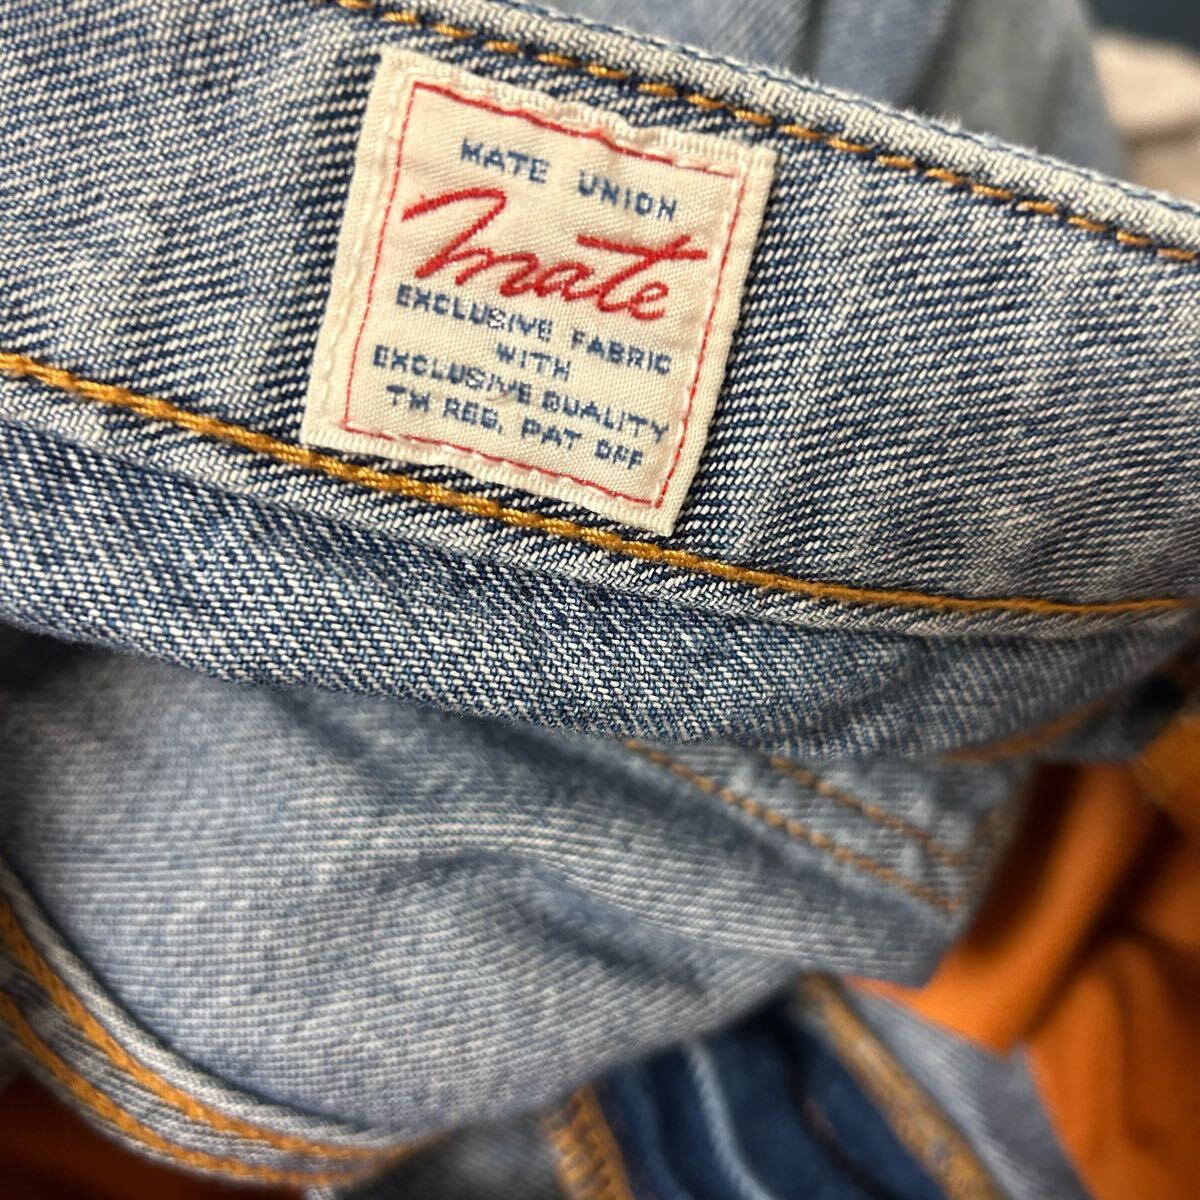 MATE UNION
mate
EXCLUSIVE FABRIC
WITH
EXCLUSIVE QUALITY
TM REG. PAT OFF